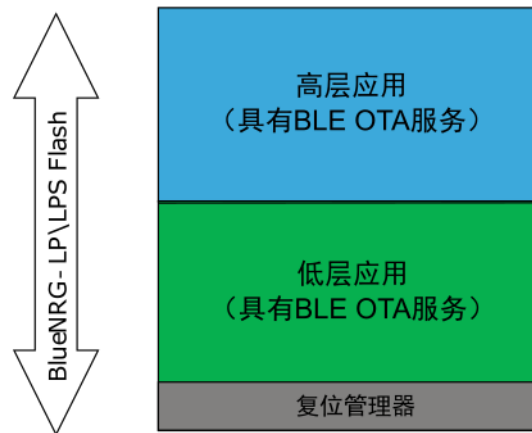 BlueNRG-LP\LPS Flash
高层应用
（具有BLE OTA服务）
低层应用
（具有BLE OTA服务）
复位管理器